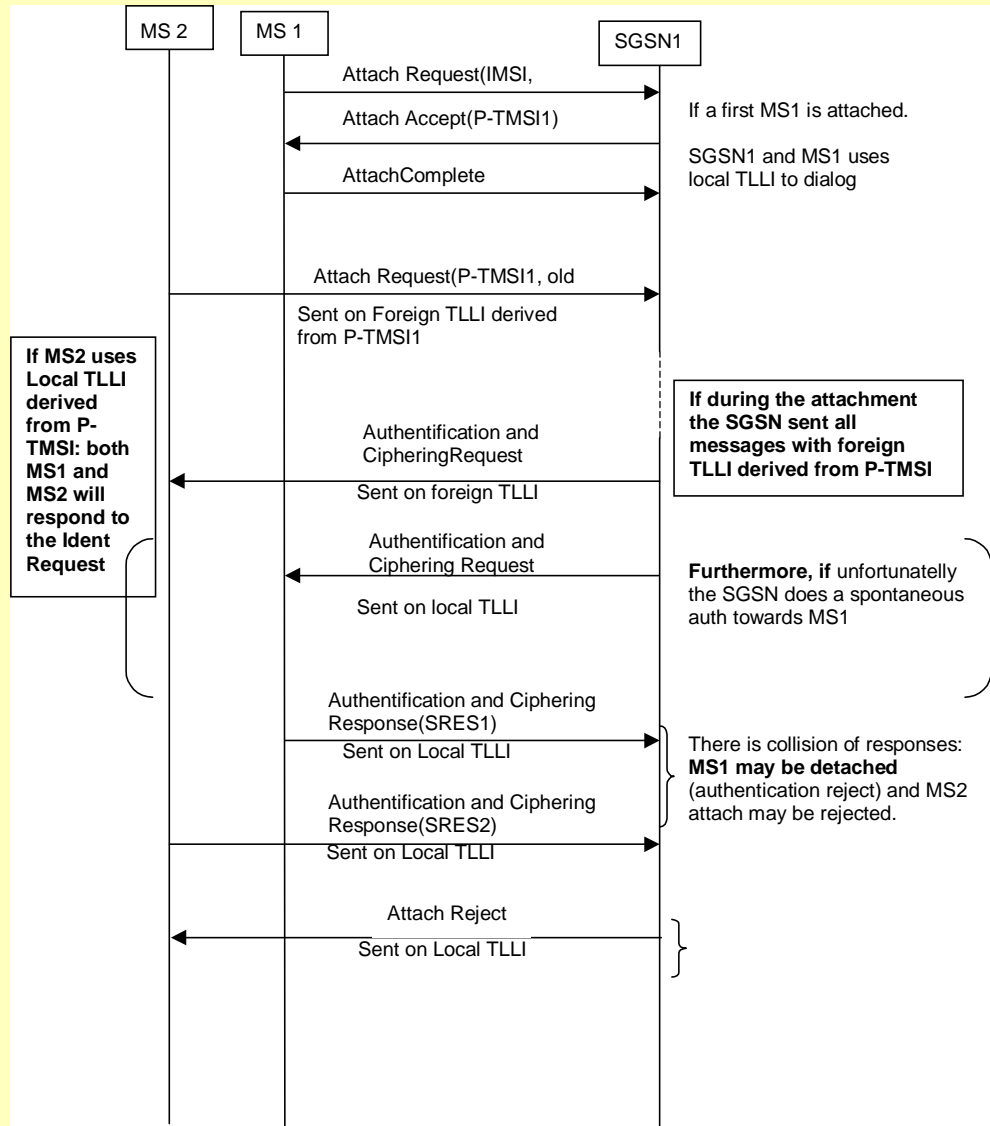 MS 2
MS 1
SGSN1
Attach Request(IMSI,
Attach Accept(P-TMSI1)
AttachComplete
If a first MS1 is attached.
SGSN1 and MS1 uses
local TLLI to dialog
Attach Request(P-TMSI1, old
Sent on Foreign TLLI derived
from P-TMSI1
If MS2 uses
Local TLLI
derived
from P-
TMSI: both
MS1 and
MS2 will
respond to
the Ident
Request
If during the attachment
the SGSN sent all
messages with foreign
TLLI derived from P-TMSI
Authentification and
CipheringRequest
Sent on foreign TLLI
Authentification and
Ciphering Request
Sent on local TLLI
Furthermore, if unfortunatelly
the SGSN does a spontaneous
auth towards MS1
Authentification and Ciphering
Response(SRES1)
Sent on Local TLLI
There is collision of responses:
MS1 may be detached
(authentication reject) and MS2
attach may be rejected.
Authentification and Ciphering
Response(SRES2)
Sent on Local TLLI
Attach Reject
Sent on Local TLLI